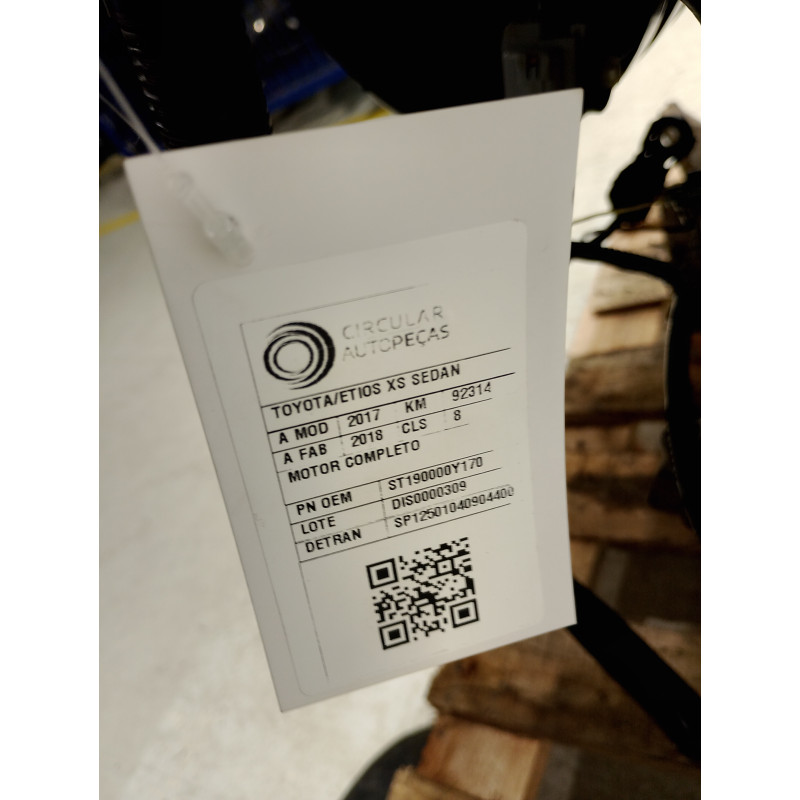 CIRCULAR
AUTOPEÇAS
TOYOTA/ETIOS XS SEDAN
A MOD 2017 KM 92314
A FAB 2018 CLS 8
MOTOR COMPLETO
PN OEM ST190000Y170
LOTE DIS0000309
DETRAN SP12501040904400